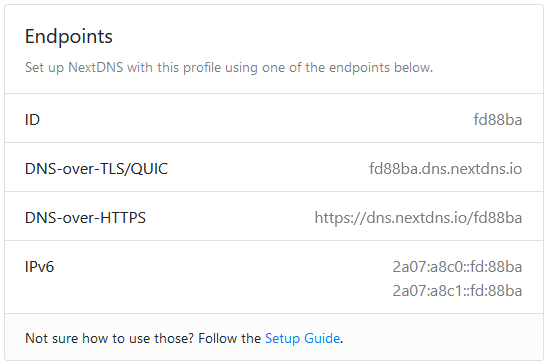 Endpoints
Set up NextDNS with this profile using one of the endpoints below.
ID fd88ba
DNS-over-TLS/QUIC fd88ba.dns.nextdns.io
DNS-over-HTTPS https://dns.nextdns.io/fd88ba
IPv6 2a07:a8c0::fd:88ba
2a07:a8c1::fd:88ba
Not sure how to use those? Follow the Setup Guide.